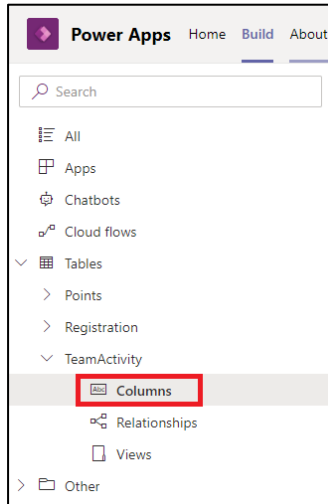 Power Apps Home Build About
Search
All
Apps
Chatbots
Cloud flows
Tables
Points
Registration
TeamActivity
Abc Columns
Relationships
Views
Other